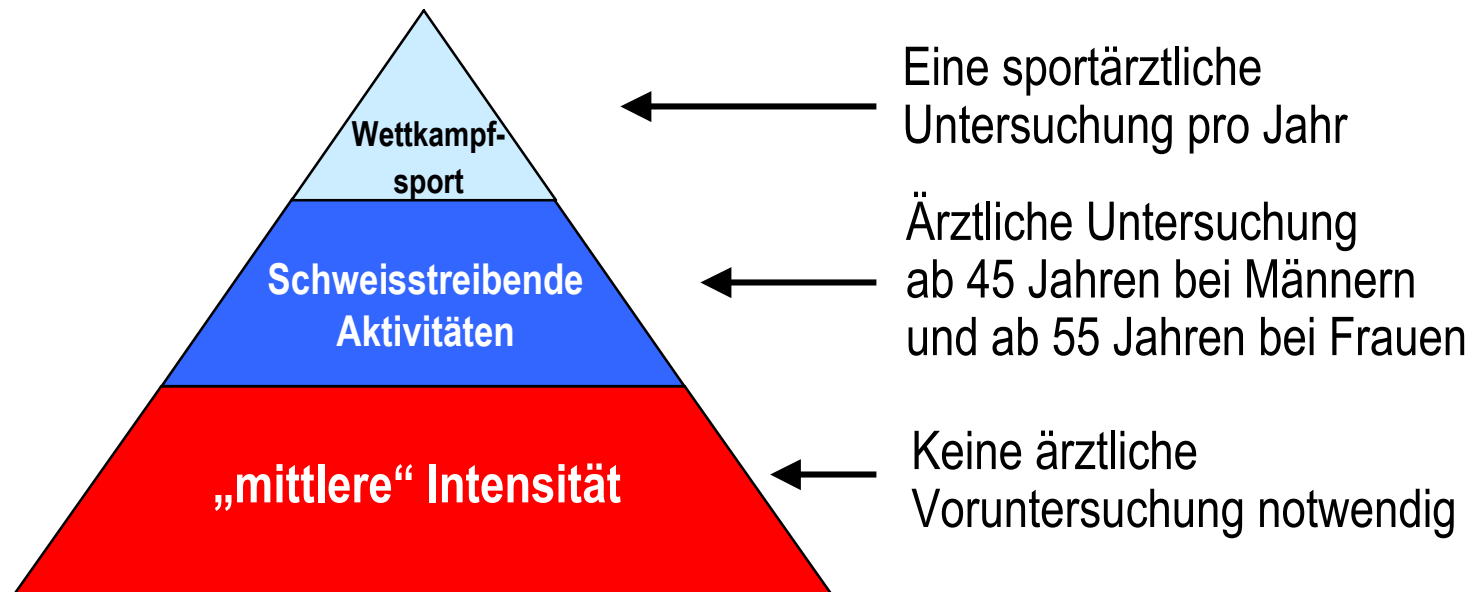 Wettkampf-
sport
Eine sportärztliche
Untersuchung pro Jahr
Schweisstreibende
Aktivitäten
Ärztliche Untersuchung
ab 45 Jahren bei Männern
und ab 55 Jahren bei Frauen
„mittlere“ Intensität
Keine ärztliche
Voruntersuchung notwendig